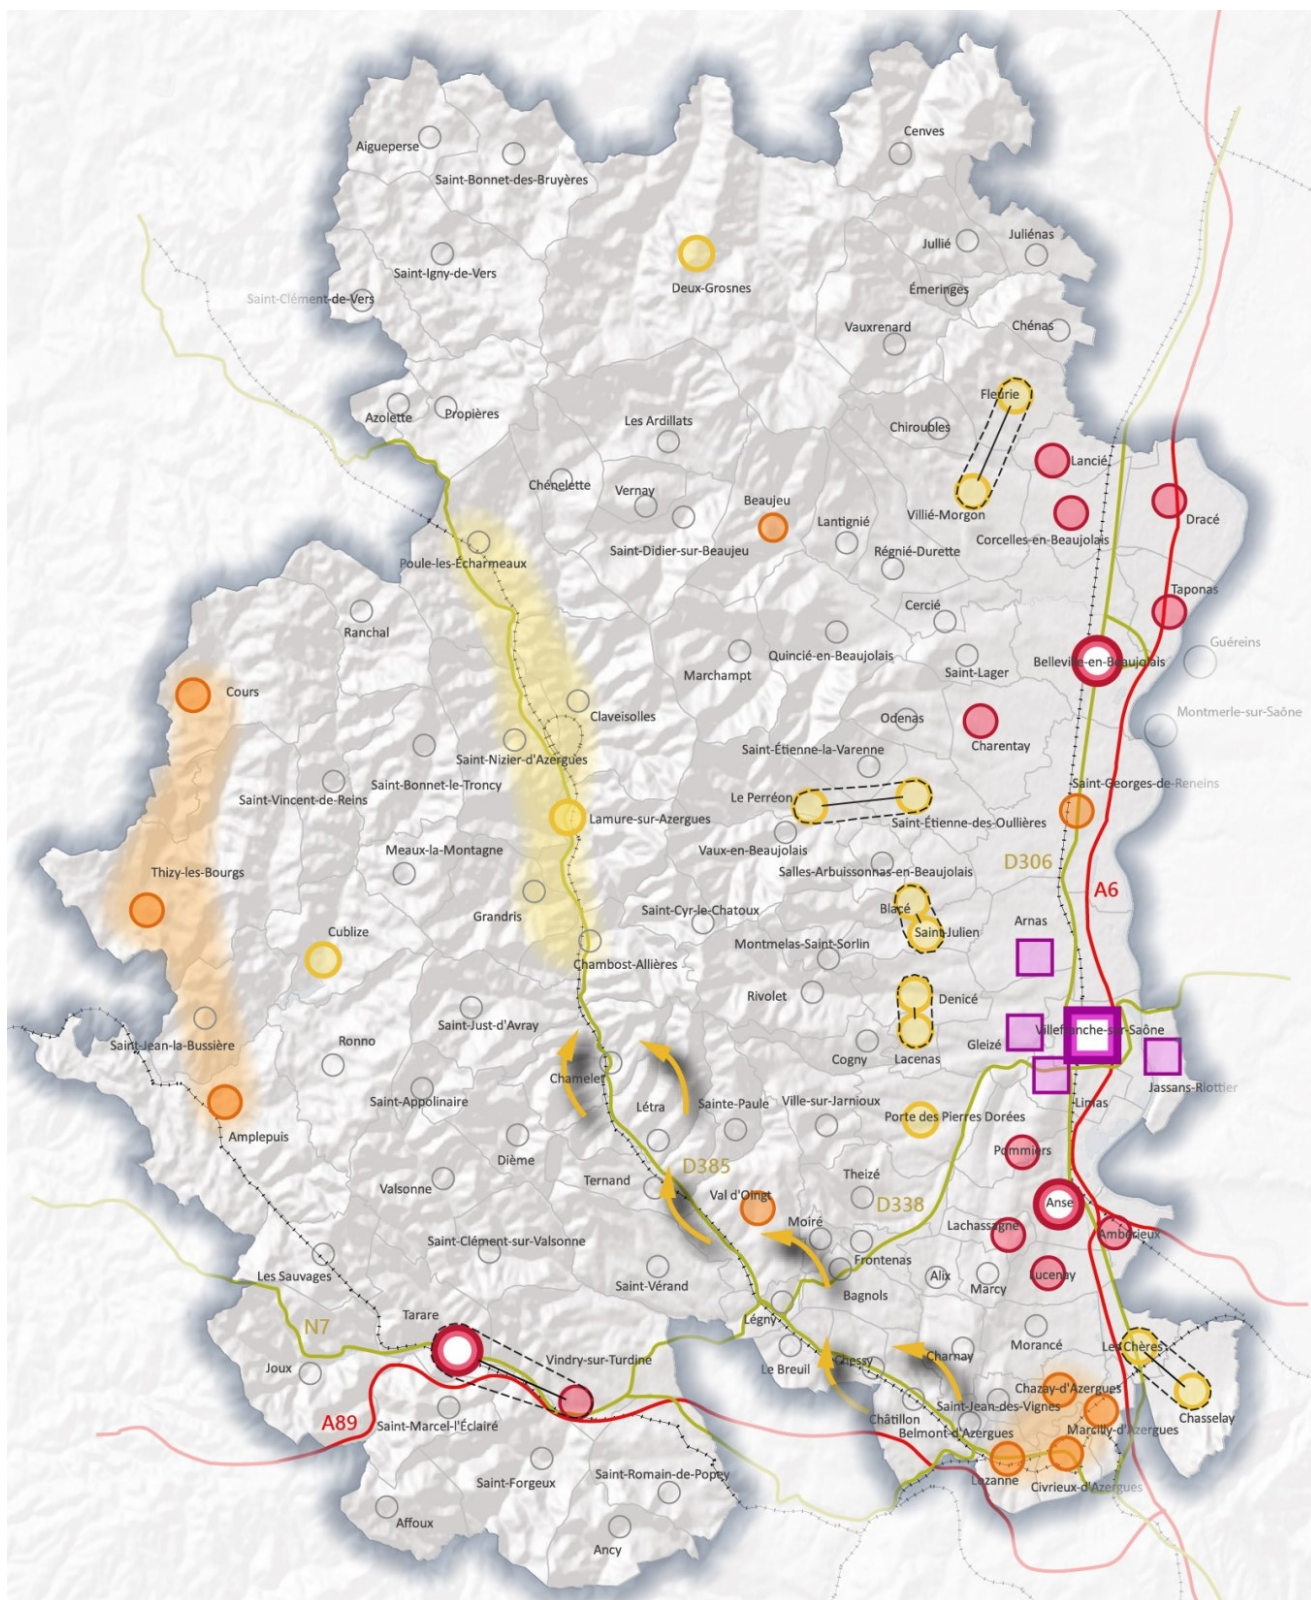 Cenves
Aigueperse
Saint-Bonnet-des-Bruyères
Juliénas
Jullié
Saint-Igny-de-Vers
Deux-Grosnes
Émeringes
Saint-Clément-de-Vers
Vauxrenard
Chénas
Fleurie
Azolette
Propières
Les Ardillats
Chiroubles
Lancié
Chénelette
Vernay
Beaujeu
Villié-Morgon
Lantignié
Dracé
Corcelles-en-Beaujolais
Saint-Didier-sur-Beaujeu
Régnié-Durette
Poule-les-Écharmeaux
Taponas
Cercié
Ranchal
Guéreins
Quincié-en-Beaujolais
Belleville-en-Beaujolais
Marchampt
Saint-Lager
Cours
Montmerle-sur-Saône
Claveisolles
Odenas
Charentay
Saint-Étienne-la-Varenne
Saint-Nizier-d'Azergues
Saint-Bonnet-le-Troncy
Saint-Georges-de-Reneins
Saint-Vincent-de-Reins
Le Perréon
Lamure-sur-Azergues
Saint-Étienne-des-Oullières
Meaux-la-Montagne
Vaux-en-Beaujolais
D306
Thizy-les-Bourgs
Salles-Arbuissonnas-en-Beaujolais
A6
Grandris
Saint-Cyr-le-Chatoux
Blacé
Arnas
Cublize
Saint-Julien
Montmelas-Saint-Sorlin
Chambost-Allières
Rivolet
Denicé
Saint-Just-d'Avray
Villefranche-sur-Saône
Ronno
Saint-Jean-la-Bussière
Gleizé
Cogny
Lacenas
Chamelet
Jassans-Riottier
Saint-Appolinaire
Létra
Sainte-Paule
Ville-sur-Jarnioux
Limas
Porte des Pierres Dorées
Amplepuis
Pommiers
Dième
D385
Theizé
Ternand
Valsonne
Val d'Oingt
D338
Anse
Moiré
Lachassagne
Ambérieux
Saint-Clément-sur-Valsonne
Frontenas
Les Sauvages
Saint-Vérand
Alix
Marcy
Lucenay
Bagnols
Tarare
Légny
N7
Morancé
Les Chères
Vindry-sur-Turdine
Joux
Le Breuil
Chessy
Charnay
Chazay-d'Azergues
A89
Saint-Marcel-l'Éclairé
Saint-Jean-des-Vignes
Châtillon
Chasselay
Belmont-d'Azergues
Marcilly-d'Azergues
Saint-Forgeux
Saint-Romain-de-Popey
Lozanne
Civrieux-d'Azergues
Affoux
Ancy